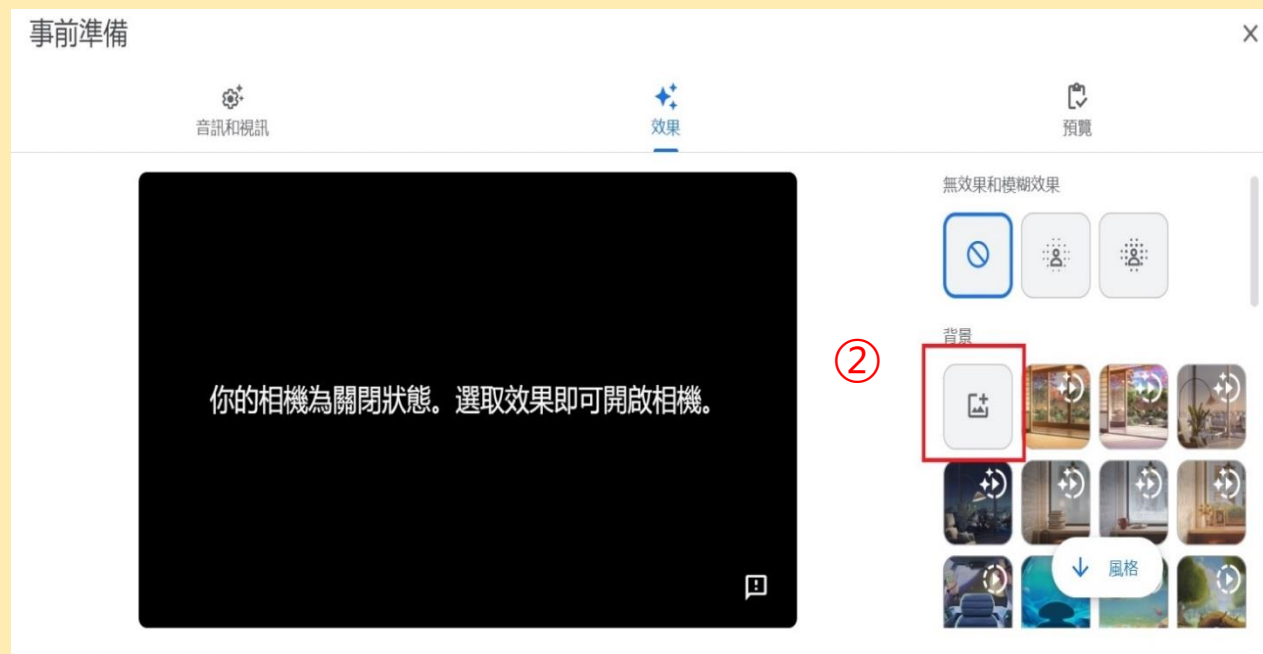 事前準備
音訊和視訊
效果
預覽
無效果和模糊效果
背景
②
你的相機為關閉狀態。選取效果即可開啟相機。
風格